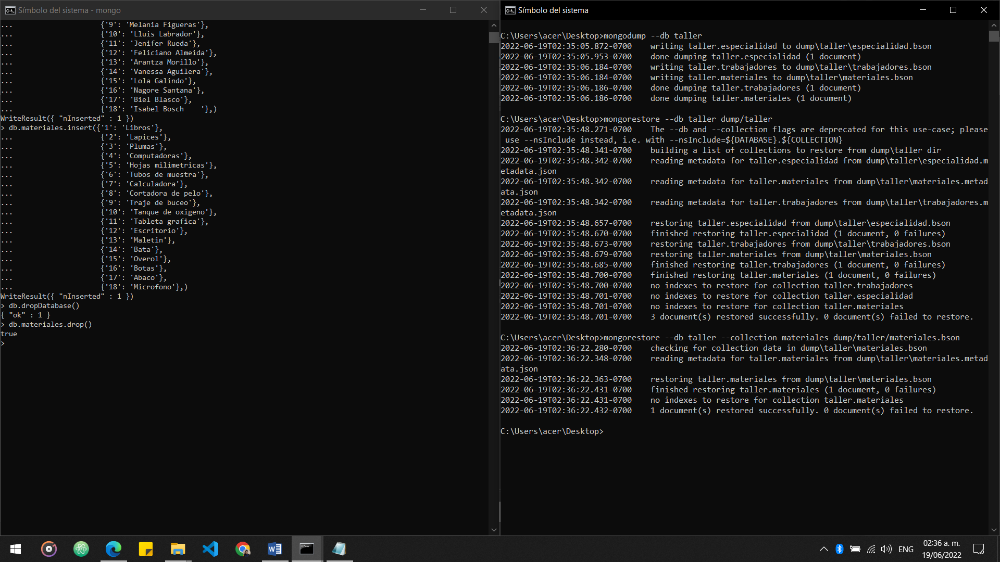 Símbolo del sistema - mongo
...                     {'9': 'Melania Figueras'},
...                     {'10': 'Lluis Labrador'},
...                     {'11': 'Jenifer Rueda'},
...                     {'12': 'Feliciano Almeida'},
...                     {'13': 'Arantza Morillo'},
...                     {'14': 'Vanessa Aguilera'},
...                     {'15': 'Lola Galindo'},
...                     {'16': 'Nagore Santana'},
...                     {'17': 'Biel Blasco'},
...                     {'18': 'Isabel Bosch    '},)
WriteResult({ "nInserted" : 1 })
> db.materiales.insert({'1': 'Libros'},
...                     {'2': 'Lapices'},
...                     {'3': 'Plumas'},
...                     {'4': 'Computadoras'},
...                     {'5': 'Hojas milimetricas'},
...                     {'6': 'Tubos de muestra'},
...                     {'7': 'Calculadora'},
...                     {'8': 'Cortadora de pelo'},
...                     {'9': 'Traje de buceo'},
...                     {'10': 'Tanque de oxigeno'},
...                     {'11': 'Tableta grafica'},
...                     {'12': 'Escritorio'},
...                     {'13': 'Maletin'},
...                     {'14': 'Bata'},
...                     {'15': 'Overol'},
...                     {'16': 'Botas'},
...                     {'17': 'Abaco'},
...                     {'18': 'Microfono'},)
WriteResult({ "nInserted" : 1 })
> db.dropDatabase()
{ "ok" : 1 }
> db.materiales.drop()
true
>
Símbolo del sistema
C:\Users\acer\Desktop>mongodump --db taller
2022-06-19T02:35:05.872-0700    writing taller.especialidad to dump\taller\especialidad.bson
2022-06-19T02:35:05.953-0700    done dumping taller.especialidad (1 document)
2022-06-19T02:35:06.184-0700    writing taller.trabajadores to dump\taller\trabajadores.bson
2022-06-19T02:35:06.184-0700    writing taller.materiales to dump\taller\materiales.bson
2022-06-19T02:35:06.186-0700    done dumping taller.trabajadores (1 document)
2022-06-19T02:35:06.186-0700    done dumping taller.materiales (1 document)
C:\Users\acer\Desktop>mongorestore --db taller dump/taller
2022-06-19T02:35:48.271-0700    The --db and --collection flags are deprecated for this use-case; please
 use --nsInclude instead, i.e. with --nsInclude=${DATABASE}.${COLLECTION}
2022-06-19T02:35:48.341-0700    building a list of collections to restore from dump\taller dir
2022-06-19T02:35:48.342-0700    reading metadata for taller.especialidad from dump\taller\especialidad.m
etadata.json
2022-06-19T02:35:48.342-0700    reading metadata for taller.materiales from dump\taller\materiales.metad
ata.json
2022-06-19T02:35:48.342-0700    reading metadata for taller.trabajadores from dump\taller\trabajadores.m
etadata.json
2022-06-19T02:35:48.657-0700    restoring taller.especialidad from dump\taller\especialidad.bson
2022-06-19T02:35:48.670-0700    finished restoring taller.especialidad (1 document, 0 failures)
2022-06-19T02:35:48.673-0700    restoring taller.trabajadores from dump\taller\trabajadores.bson
2022-06-19T02:35:48.679-0700    restoring taller.materiales from dump\taller\materiales.bson
2022-06-19T02:35:48.685-0700    finished restoring taller.trabajadores (1 document, 0 failures)
2022-06-19T02:35:48.700-0700    finished restoring taller.materiales (1 document, 0 failures)
2022-06-19T02:35:48.700-0700    no indexes to restore for collection taller.trabajadores
2022-06-19T02:35:48.701-0700    no indexes to restore for collection taller.especialidad
2022-06-19T02:35:48.701-0700    no indexes to restore for collection taller.materiales
2022-06-19T02:35:48.701-0700    3 document(s) restored successfully. 0 document(s) failed to restore.
C:\Users\acer\Desktop>mongorestore --db taller --collection materiales dump/taller/materiales.bson
2022-06-19T02:36:22.280-0700    checking for collection data in dump\taller\materiales.bson
2022-06-19T02:36:22.348-0700    reading metadata for taller.materiales from dump\taller\materiales.metad
ata.json
2022-06-19T02:36:22.363-0700    restoring taller.materiales from dump\taller\materiales.bson
2022-06-19T02:36:22.431-0700    finished restoring taller.materiales (1 document, 0 failures)
2022-06-19T02:36:22.431-0700    no indexes to restore for collection taller.materiales
2022-06-19T02:36:22.432-0700    1 document(s) restored successfully. 0 document(s) failed to restore.
C:\Users\acer\Desktop>
ENG
02:36 a. m.
19/06/2022